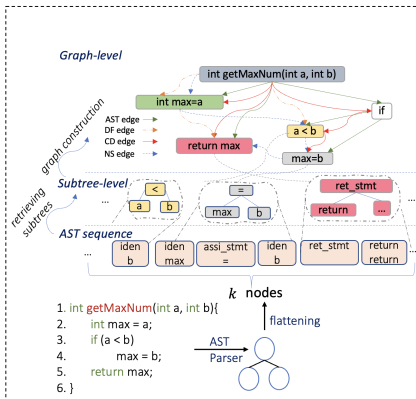 Graph-level
int getMaxNum(int a, int b)
int max=a
if
AST edge
DF edge
CD edge
NS edge
a < b
return max
max=b
graph construction
Subtree-level
<
a
b
...
=
max
b
...
ret_stmt
return
...
retrieving
subtrees
AST sequence
...
iden
b
iden
max
assi_stmt
=
iden
b
ret_stmt
return
return
...
k nodes
flattening
AST
Parser
1. int getMaxNum(int a, int b){
2. int max = a;
3. if (a < b)
4. max = b;
5. return max;
6. }